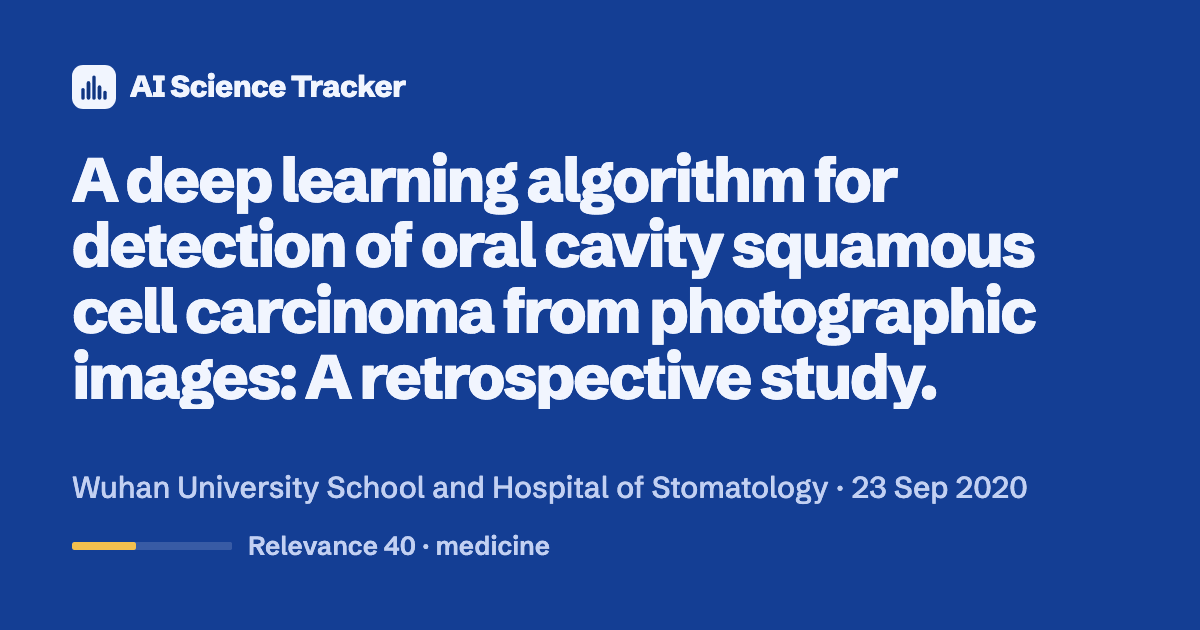 AI Science Tracker
A deep learning algorithm for
detection of oral cavity squamous
cell carcinoma from photographic
images: A retrospective study.
Wuhan University School and Hospital of Stomatology · 23 Sep 2020
Relevance 40 · medicine